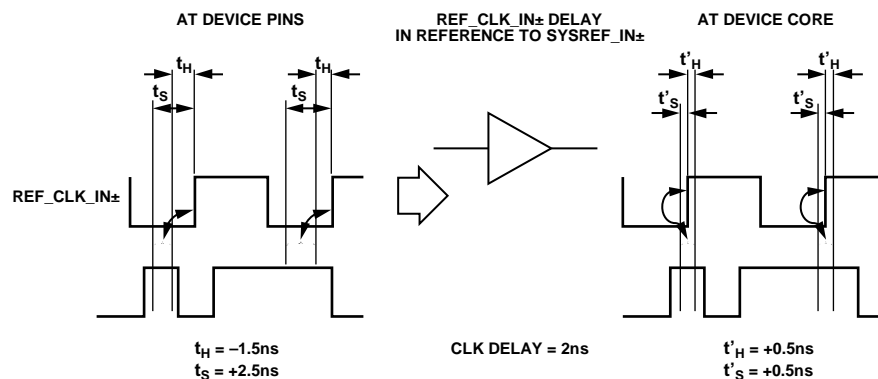 AT DEVICE PINS
REF_CLK_IN± DELAY
IN REFERENCE TO SYSREF_IN±
AT DEVICE CORE
tH
tH
t'H
t'H
tS
tS
t'S
t'S
REF_CLK_IN±
tH = –1.5ns
tS = +2.5ns
CLK DELAY = 2ns
t'H = +0.5ns
t'S = +0.5ns